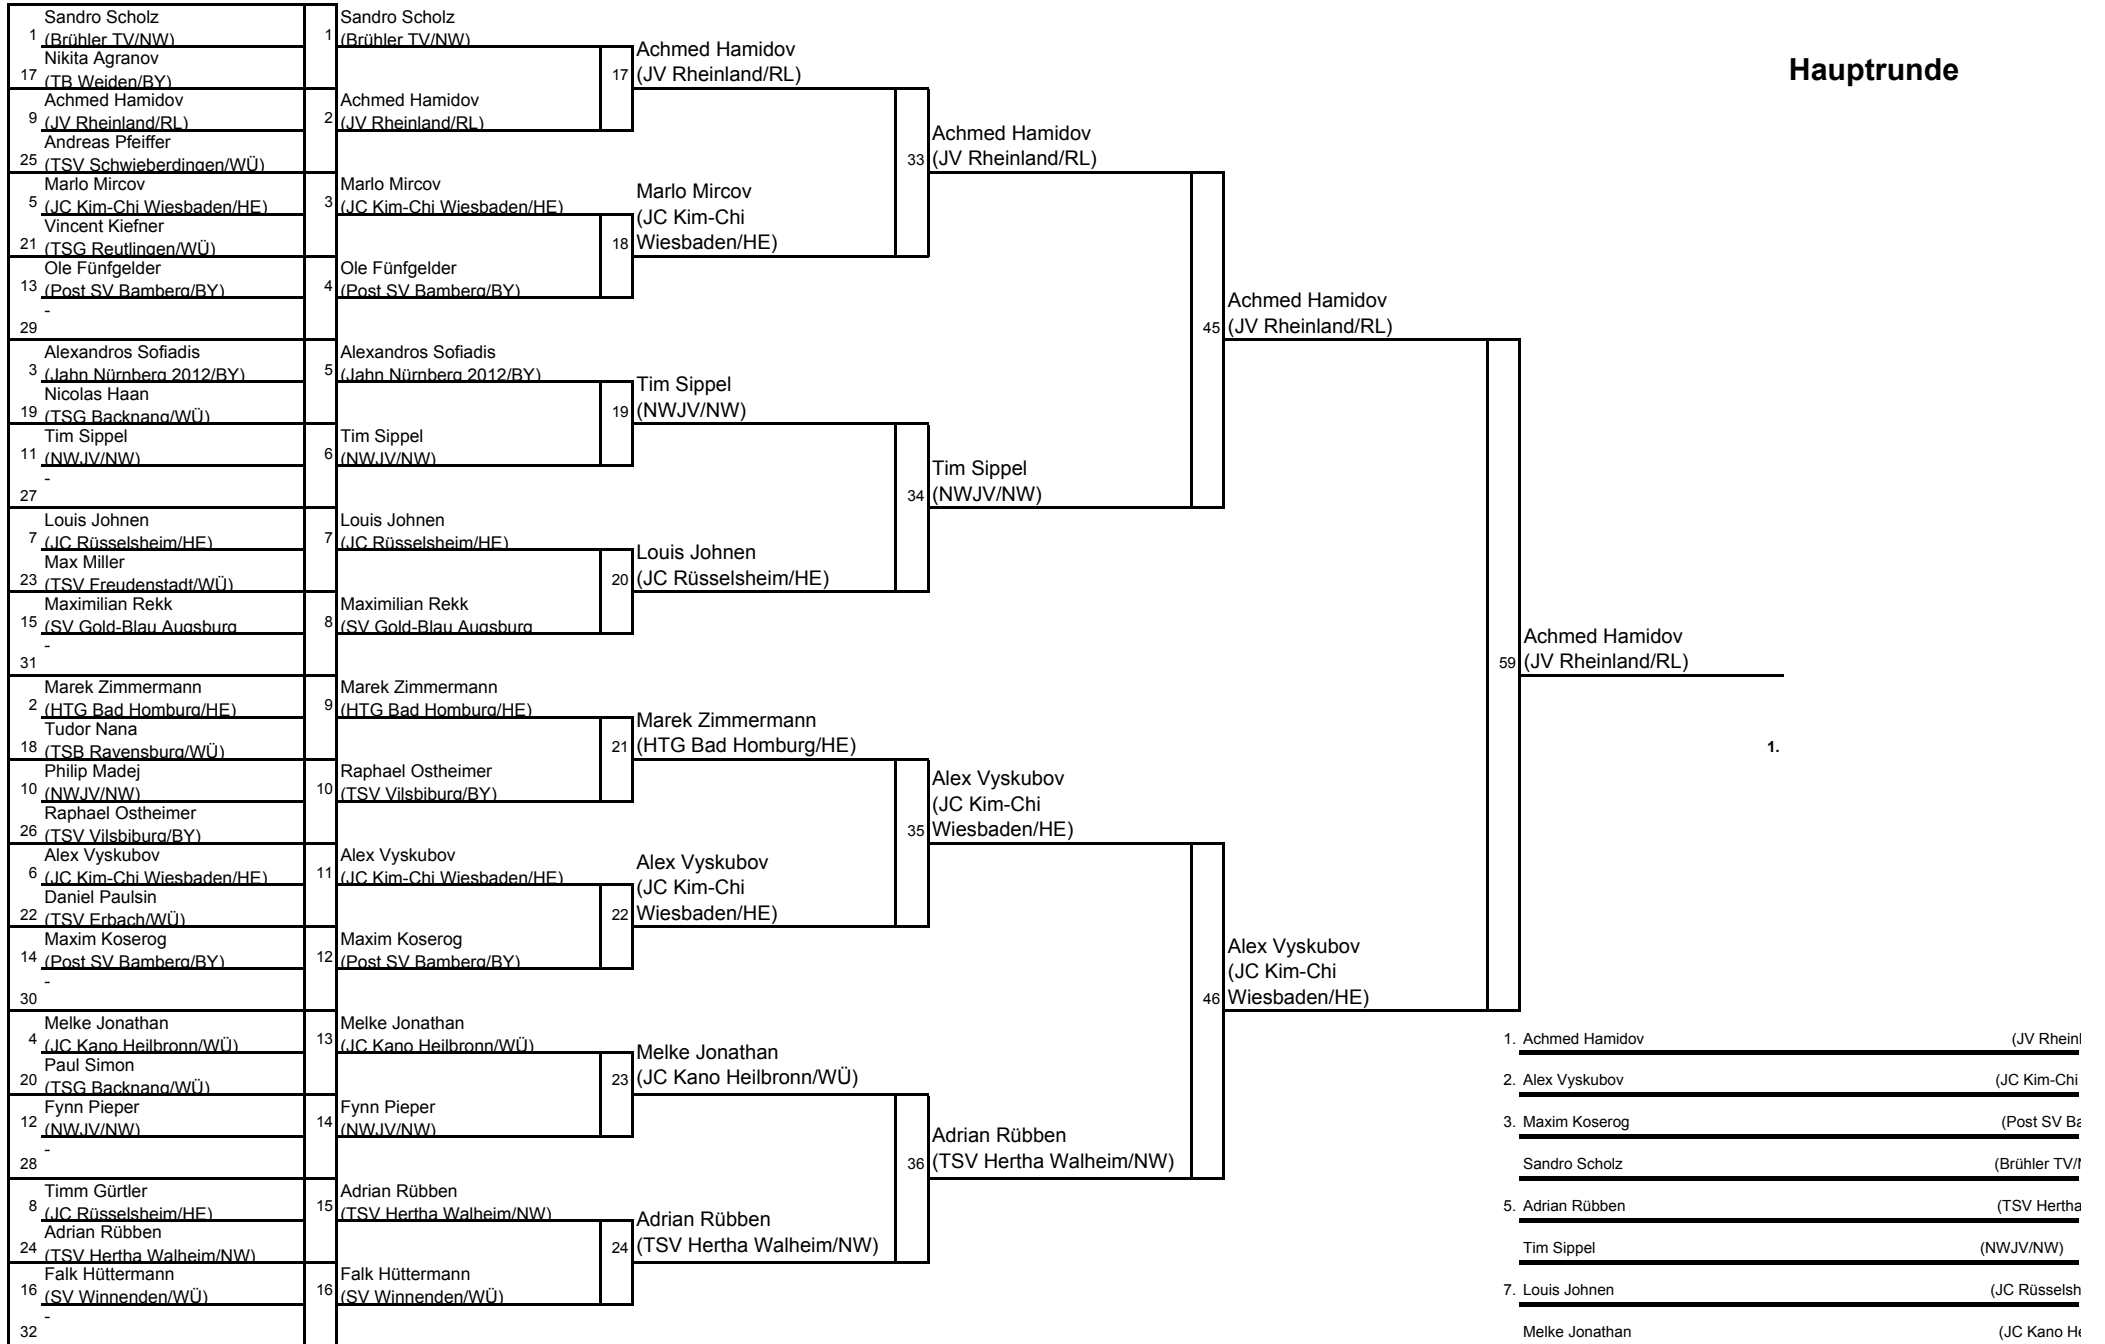 Hauptrunde
1 Sandro Scholz
(Brühler TV/NW)
17 Nikita Agranov
(TB Weiden/BY)
9 Achmed Hamidov
(JV Rheinland/RL)
25 Andreas Pfeiffer
(TSV Schwieberdingen/WÜ)
5 Marlo Mircov
(JC Kim-Chi Wiesbaden/HE)
21 Vincent Kiefner
(TSG Reutlingen/WÜ)
13 Ole Fünfgelder
(Post SV Bamberg/BY)
29 -
3 Alexandros Sofiadis
(Jahn Nürnberg 2012/BY)
19 Nicolas Haan
(TSG Backnang/WÜ)
11 Tim Sippel
(NWJV/NW)
27 -
7 Louis Johnen
(JC Rüsselsheim/HE)
23 Max Miller
(TSV Freudenstadt/WÜ)
15 Maximilian Rekk
(SV Gold-Blau Augsburg
31 -
2 Marek Zimmermann
(HTG Bad Homburg/HE)
18 Tudor Nana
(TSB Ravensburg/WÜ)
10 Philip Madej
(NWJV/NW)
26 Raphael Ostheimer
(TSV Vilsbiburg/BY)
6 Alex Vyskubov
(JC Kim-Chi Wiesbaden/HE)
22 Daniel Paulsin
(TSV Erbach/WÜ)
14 Maxim Koserog
(Post SV Bamberg/BY)
30 -
4 Melke Jonathan
(JC Kano Heilbronn/WÜ)
20 Paul Simon
(TSG Backnang/WÜ)
12 Fynn Pieper
(NWJV/NW)
28 -
8 Timm Gürtler
(JC Rüsselsheim/HE)
24 Adrian Rübben
(TSV Hertha Walheim/NW)
16 Falk Hüttermann
(SV Winnenden/WÜ)
32 -
1 Sandro Scholz
(Brühler TV/NW)
2 Achmed Hamidov
(JV Rheinland/RL)
3 Marlo Mircov
(JC Kim-Chi Wiesbaden/HE)
4 Ole Fünfgelder
(Post SV Bamberg/BY)
5 Alexandros Sofiadis
(Jahn Nürnberg 2012/BY)
6 Tim Sippel
(NWJV/NW)
7 Louis Johnen
(JC Rüsselsheim/HE)
8 Maximilian Rekk
(SV Gold-Blau Augsburg
9 Marek Zimmermann
(HTG Bad Homburg/HE)
10 Raphael Ostheimer
(TSV Vilsbiburg/BY)
11 Alex Vyskubov
(JC Kim-Chi Wiesbaden/HE)
12 Maxim Koserog
(Post SV Bamberg/BY)
13 Melke Jonathan
(JC Kano Heilbronn/WÜ)
14 Fynn Pieper
(NWJV/NW)
15 Adrian Rübben
(TSV Hertha Walheim/NW)
16 Falk Hüttermann
(SV Winnenden/WÜ)
Achmed Hamidov
17 (JV Rheinland/RL)
Marlo Mircov
(JC Kim-Chi
18 Wiesbaden/HE)
Tim Sippel
19 (NWJV/NW)
Louis Johnen
20 (JC Rüsselsheim/HE)
Marek Zimmermann
21 (HTG Bad Homburg/HE)
Alex Vyskubov
(JC Kim-Chi
22 Wiesbaden/HE)
Melke Jonathan
23 (JC Kano Heilbronn/WÜ)
Adrian Rübben
24 (TSV Hertha Walheim/NW)
Achmed Hamidov
33 (JV Rheinland/RL)
Tim Sippel
34 (NWJV/NW)
Alex Vyskubov
(JC Kim-Chi
35 Wiesbaden/HE)
Adrian Rübben
36 (TSV Hertha Walheim/NW)
Achmed Hamidov
45 (JV Rheinland/RL)
Alex Vyskubov
(JC Kim-Chi
46 Wiesbaden/HE)
Achmed Hamidov
59 (JV Rheinland/RL)
1.
1. Achmed Hamidov (JV Rheinl
2. Alex Vyskubov (JC Kim-Chi
3. Maxim Koserog (Post SV Ba
Sandro Scholz (Brühler TV/N
5. Adrian Rübben (TSV Hertha
Tim Sippel (NWJV/NW)
7. Louis Johnen (JC Rüsselsh
Melke Jonathan (JC Kano He